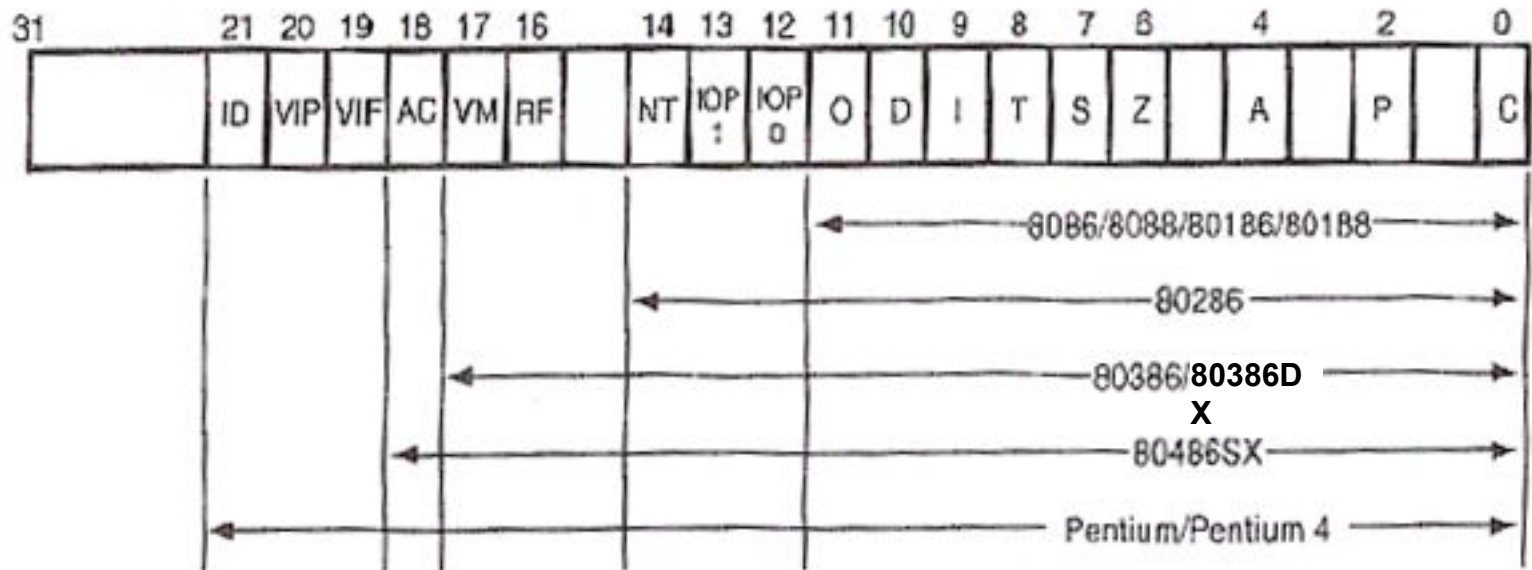 31 21 20 19 18 17 16 14 13 12 11 10 9 8 7 6 4 2 0
ID VIP VIF AC VM RF NT IOP 1 IOP 0 O D I T S Z A P C
8086/8088/80186/80188
80286
80386/80386D
X
80486SX
Pentium/Pentium 4